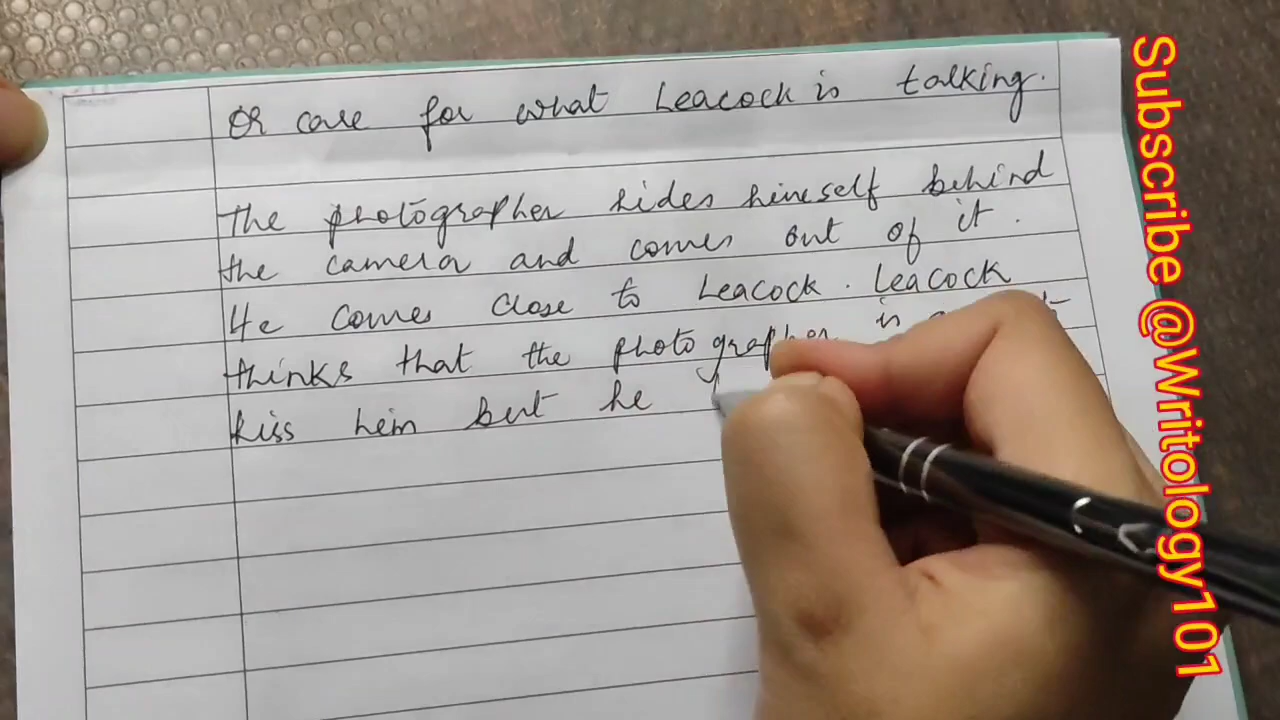 Or care for what Leacock is talking.
The photographer hides himself behind
the camera and comes out of it.
He comes close to Leacock. Leacock
thinks that the photographer is
kiss him but he
Subscribe @Writology101